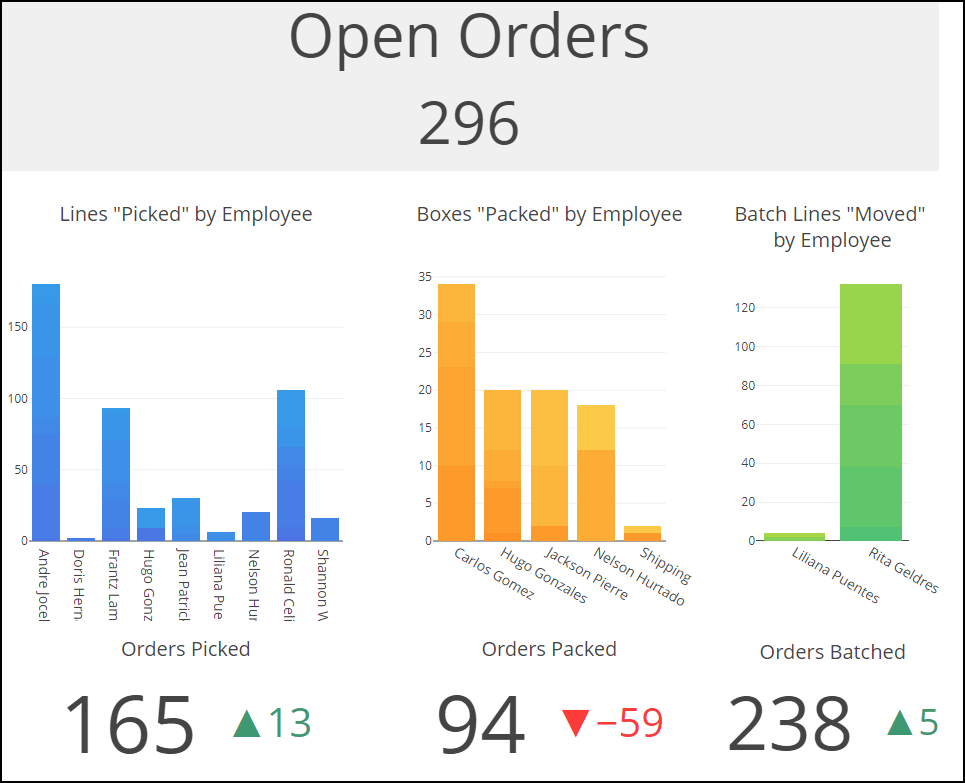 Open Orders
296
Lines "Picked" by Employee
150
100
50
0
Andre Jocel
Doris Hern
Frantz Lam
Hugo Gonz
Jean Patrick
Liliana Pue
Nelson Hur
Ronald Celi
Shannon W
Boxes "Packed" by Employee
35
30
25
20
15
10
5
0
Carlos Gomez
Hugo Gonzales
Jackson Pierre
Nelson Hurtado
Shipping
Batch Lines "Moved"
by Employee
120
100
80
60
40
20
0
Liliana Puentes
Rita Geldres
Orders Picked
165 ▲13
Orders Packed
94 ▼−59
Orders Batched
238 ▲5